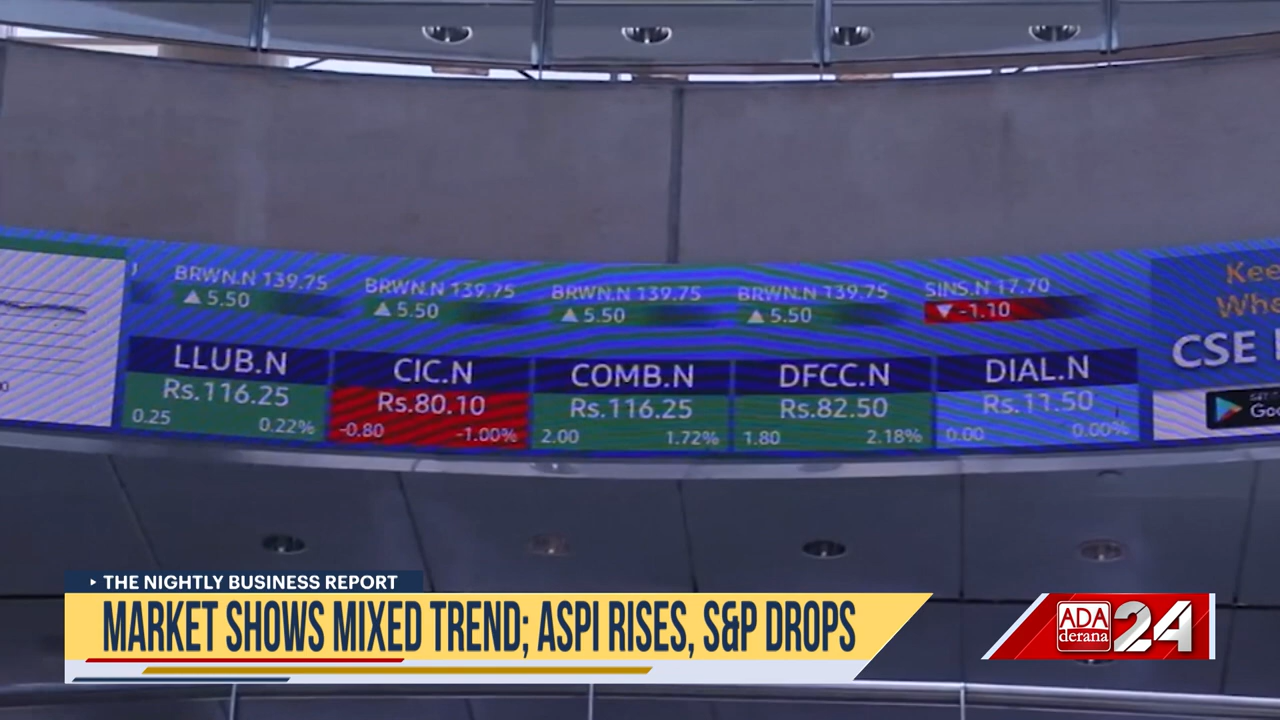 BRWN.N 139.75
▲ 5.50
BRWN.N 139.75
▲ 5.50
BRWN.N 139.75
▲ 5.50
BRWN.N 139.75
▲ 5.50
SINS.N 17.70
▼ -1.10
LLUB.N
Rs.116.25
0.25 0.22%
CIC.N
Rs.80.10
-0.80 -1.00%
COMB.N
Rs.116.25
2.00 1.72%
DFCC.N
Rs.82.50
1.80 2.18%
DIAL.N
Rs.11.50
0.00 0.00%
CSE
THE NIGHTLY BUSINESS REPORT
MARKET SHOWS MIXED TREND; ASPI RISES, S&P DROPS
ADA
derana
24